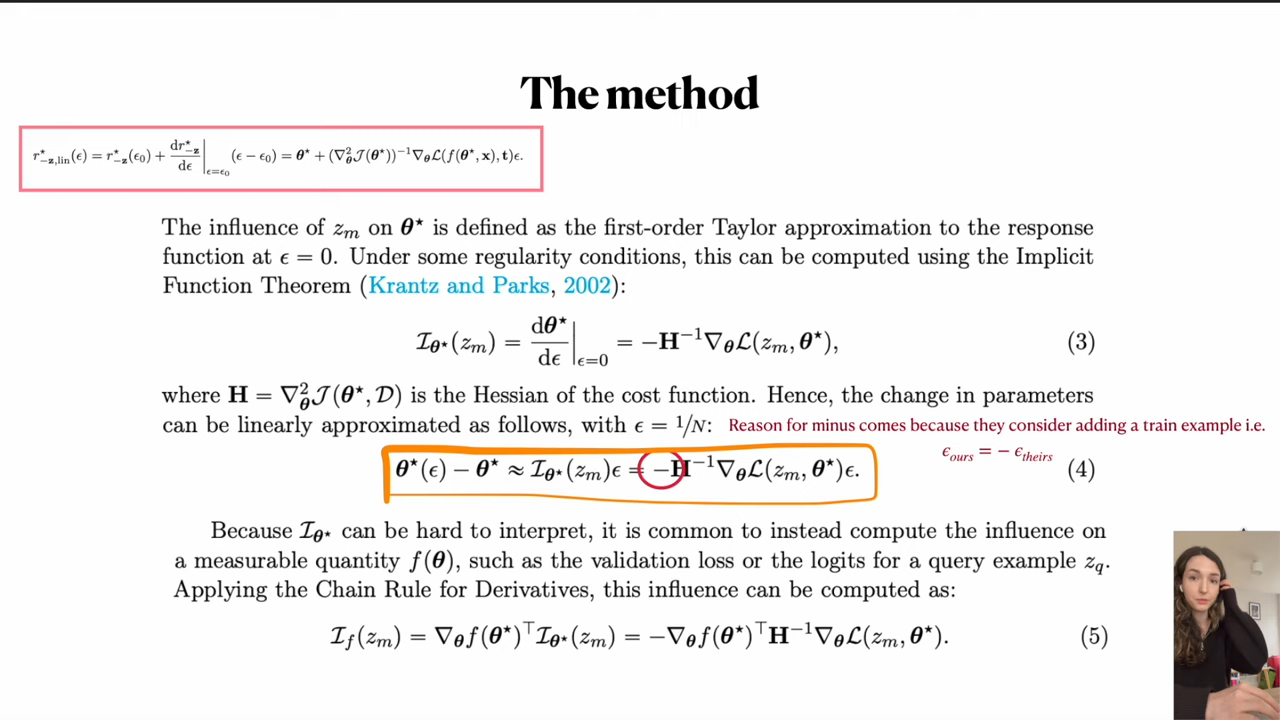 The method
r⋆₋z,lin(ϵ) = r⋆₋z(ϵ₀) + dr⋆₋z/dϵ |ϵ=ϵ₀ (ϵ − ϵ₀) = θ⋆ + (∇²θ𝒥(θ⋆))⁻¹∇θℒ(f(θ⋆, x), t)ϵ.
The influence of zₘ on θ⋆ is defined as the first-order Taylor approximation to the response
function at ϵ = 0. Under some regularity conditions, this can be computed using the Implicit
Function Theorem (Krantz and Parks, 2002):
ℐθ⋆(zₘ) = dθ⋆/dϵ |ϵ=0 = −H⁻¹∇θℒ(zₘ, θ⋆), (3)
where H = ∇²θ𝒥(θ⋆, 𝒟) is the Hessian of the cost function. Hence, the change in parameters
can be linearly approximated as follows, with ϵ = 1/N: Reason for minus comes because they consider adding a train example i.e.
ϵours = − ϵtheirs
θ⋆(ϵ) − θ⋆ ≈ ℐθ⋆(zₘ)ϵ = −H⁻¹∇θℒ(zₘ, θ⋆)ϵ. (4)
Because ℐθ⋆ can be hard to interpret, it is common to instead compute the influence on
a measurable quantity f(θ), such as the validation loss or the logits for a query example z_q.
Applying the Chain Rule for Derivatives, this influence can be computed as:
ℐf(zₘ) = ∇θf(θ⋆)⊤ℐθ⋆(zₘ) = −∇θf(θ⋆)⊤H⁻¹∇θℒ(zₘ, θ⋆). (5)